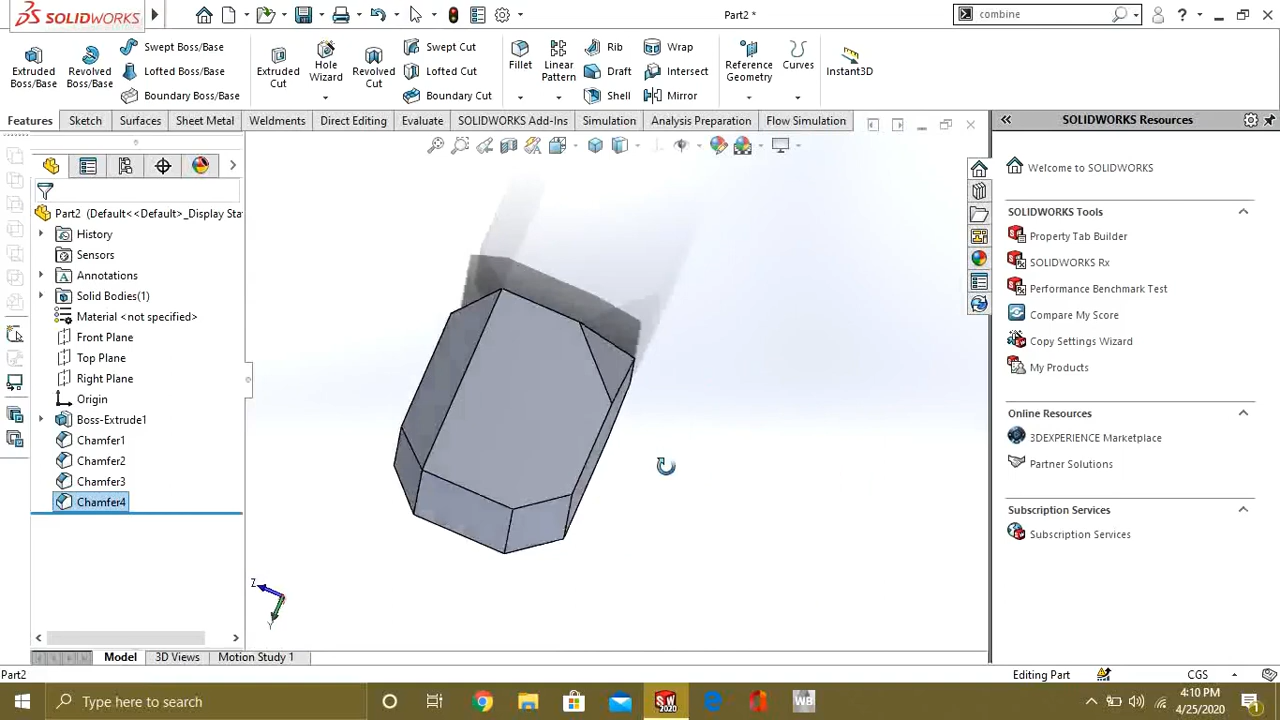 SOLIDWORKS
Part2 *
combine
Extruded Boss/Base
Revolved Boss/Base
Swept Boss/Base
Lofted Boss/Base
Boundary Boss/Base
Extruded Cut
Hole Wizard
Revolved Cut
Swept Cut
Lofted Cut
Boundary Cut
Fillet
Linear Pattern
Rib
Draft
Shell
Wrap
Intersect
Mirror
Reference Geometry
Curves
Instant3D
Features
Sketch
Surfaces
Sheet Metal
Weldments
Direct Editing
Evaluate
SOLIDWORKS Add-Ins
Simulation
Analysis Preparation
Flow Simulation
Part2 (Default<<Default>_Display Sta
History
Sensors
Annotations
Solid Bodies(1)
Material <not specified>
Front Plane
Top Plane
Right Plane
Origin
Boss-Extrude1
Chamfer1
Chamfer2
Chamfer3
Chamfer4
Z
Y
SOLIDWORKS Resources
Welcome to SOLIDWORKS
SOLIDWORKS Tools
Property Tab Builder
SOLIDWORKS Rx
Performance Benchmark Test
Compare My Score
Copy Settings Wizard
My Products
Online Resources
3DEXPERIENCE Marketplace
Partner Solutions
Subscription Services
Subscription Services
Model
3D Views
Motion Study 1
Part2
Editing Part
CGS
Type here to search
SW
2020
WB
4:10 PM
4/25/2020
1